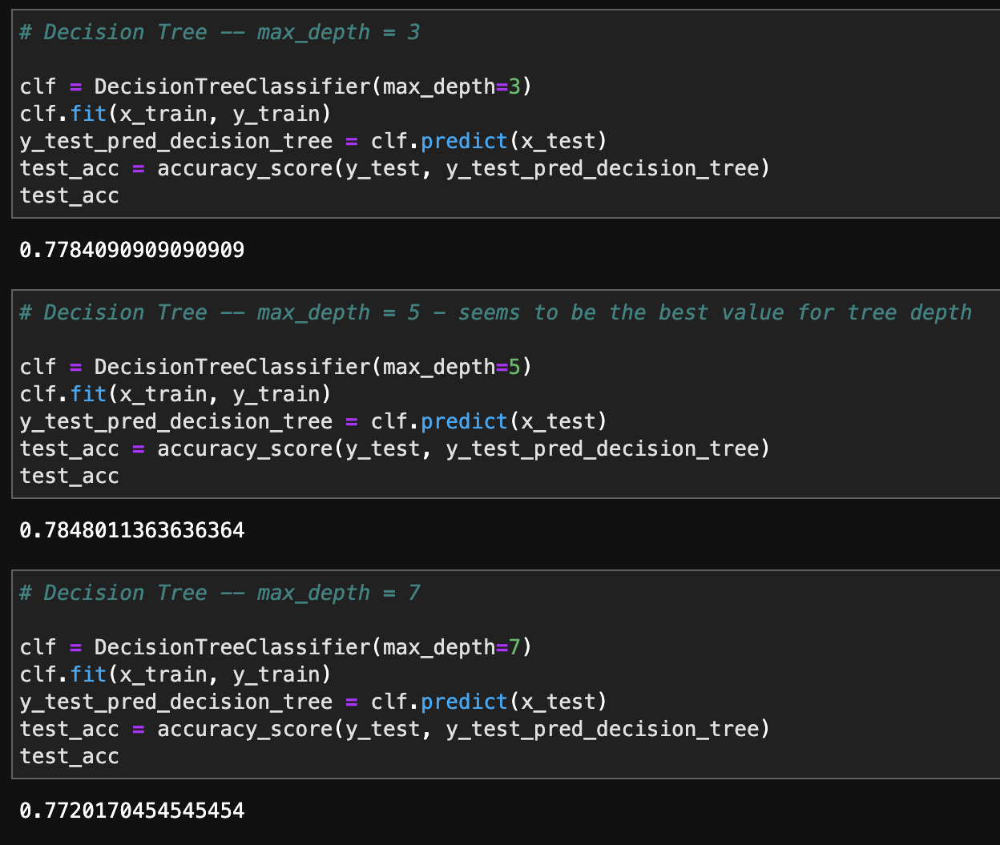 # Decision Tree -- max_depth = 3
clf = DecisionTreeClassifier(max_depth=3)
clf.fit(x_train, y_train)
y_test_pred_decision_tree = clf.predict(x_test)
test_acc = accuracy_score(y_test, y_test_pred_decision_tree)
test_acc
0.7784090909090909
# Decision Tree -- max_depth = 5 - seems to be the best value for tree depth
clf = DecisionTreeClassifier(max_depth=5)
clf.fit(x_train, y_train)
y_test_pred_decision_tree = clf.predict(x_test)
test_acc = accuracy_score(y_test, y_test_pred_decision_tree)
test_acc
0.7848011363636364
# Decision Tree -- max_depth = 7
clf = DecisionTreeClassifier(max_depth=7)
clf.fit(x_train, y_train)
y_test_pred_decision_tree = clf.predict(x_test)
test_acc = accuracy_score(y_test, y_test_pred_decision_tree)
test_acc
0.7720170454545454